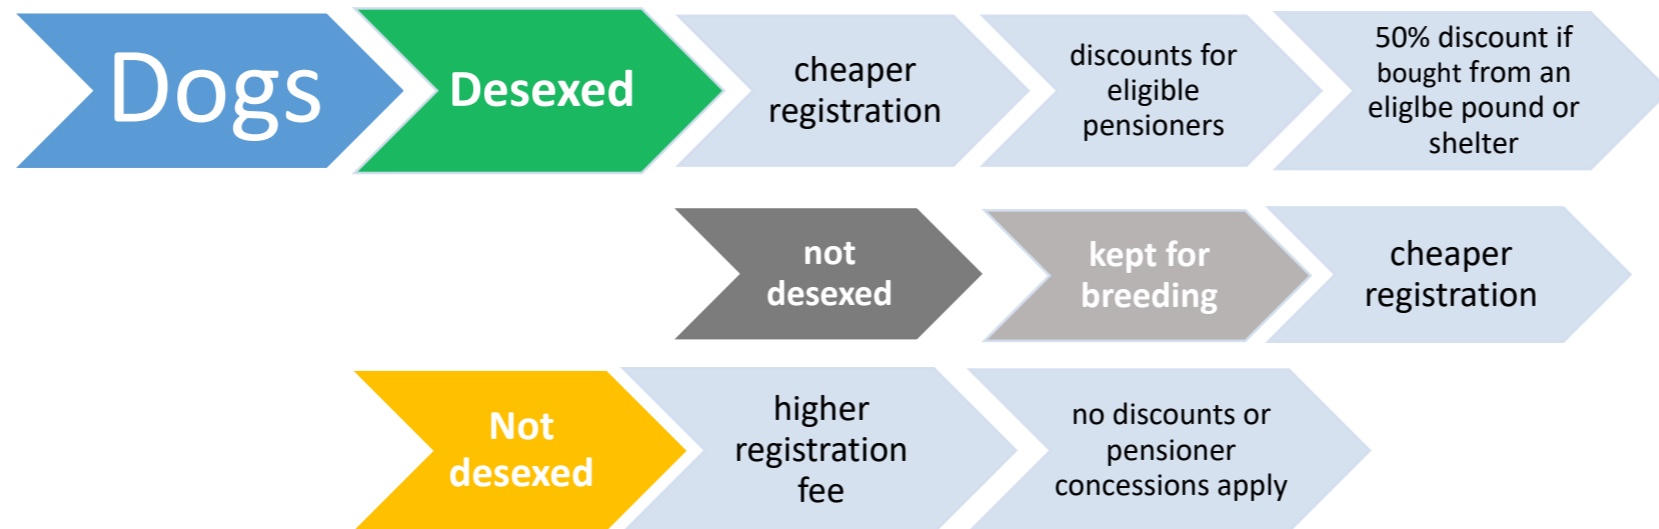 Dogs
Desexed
cheaper
registration
discounts for
eligible
pensioners
50% discount if
bought from an
eliglbe pound or
shelter
not
desexed
kept for
breeding
cheaper
registration
Not
desexed
higher
registration
fee
no discounts or
pensioner
concessions apply